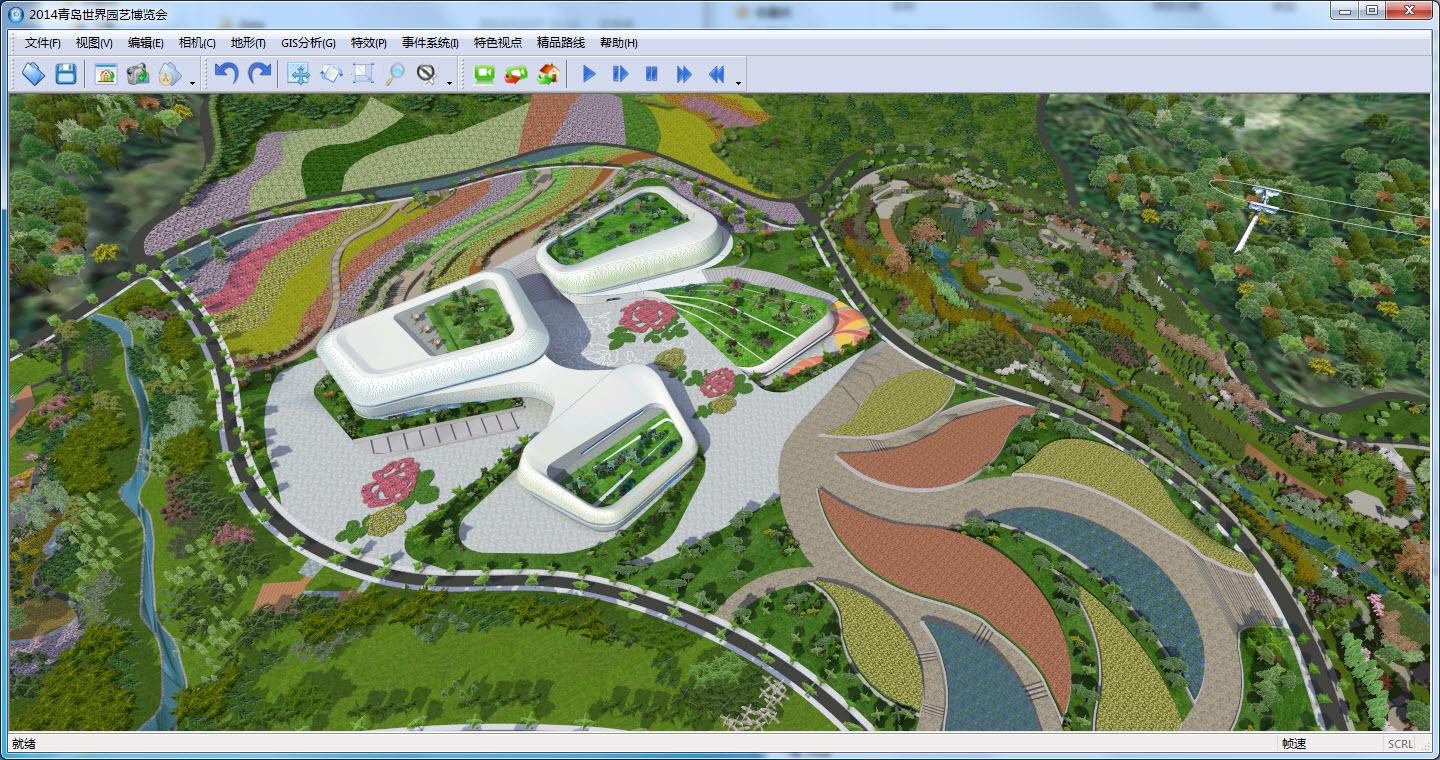 2014青岛世界园艺博览会
文件(F) 视图(V) 编辑(E) 相机(C) 地形(T) GIS分析(G) 特效(P) 事件系统(I) 特色视点 精品路线 帮助(H)
就绪 帧速 SCRL